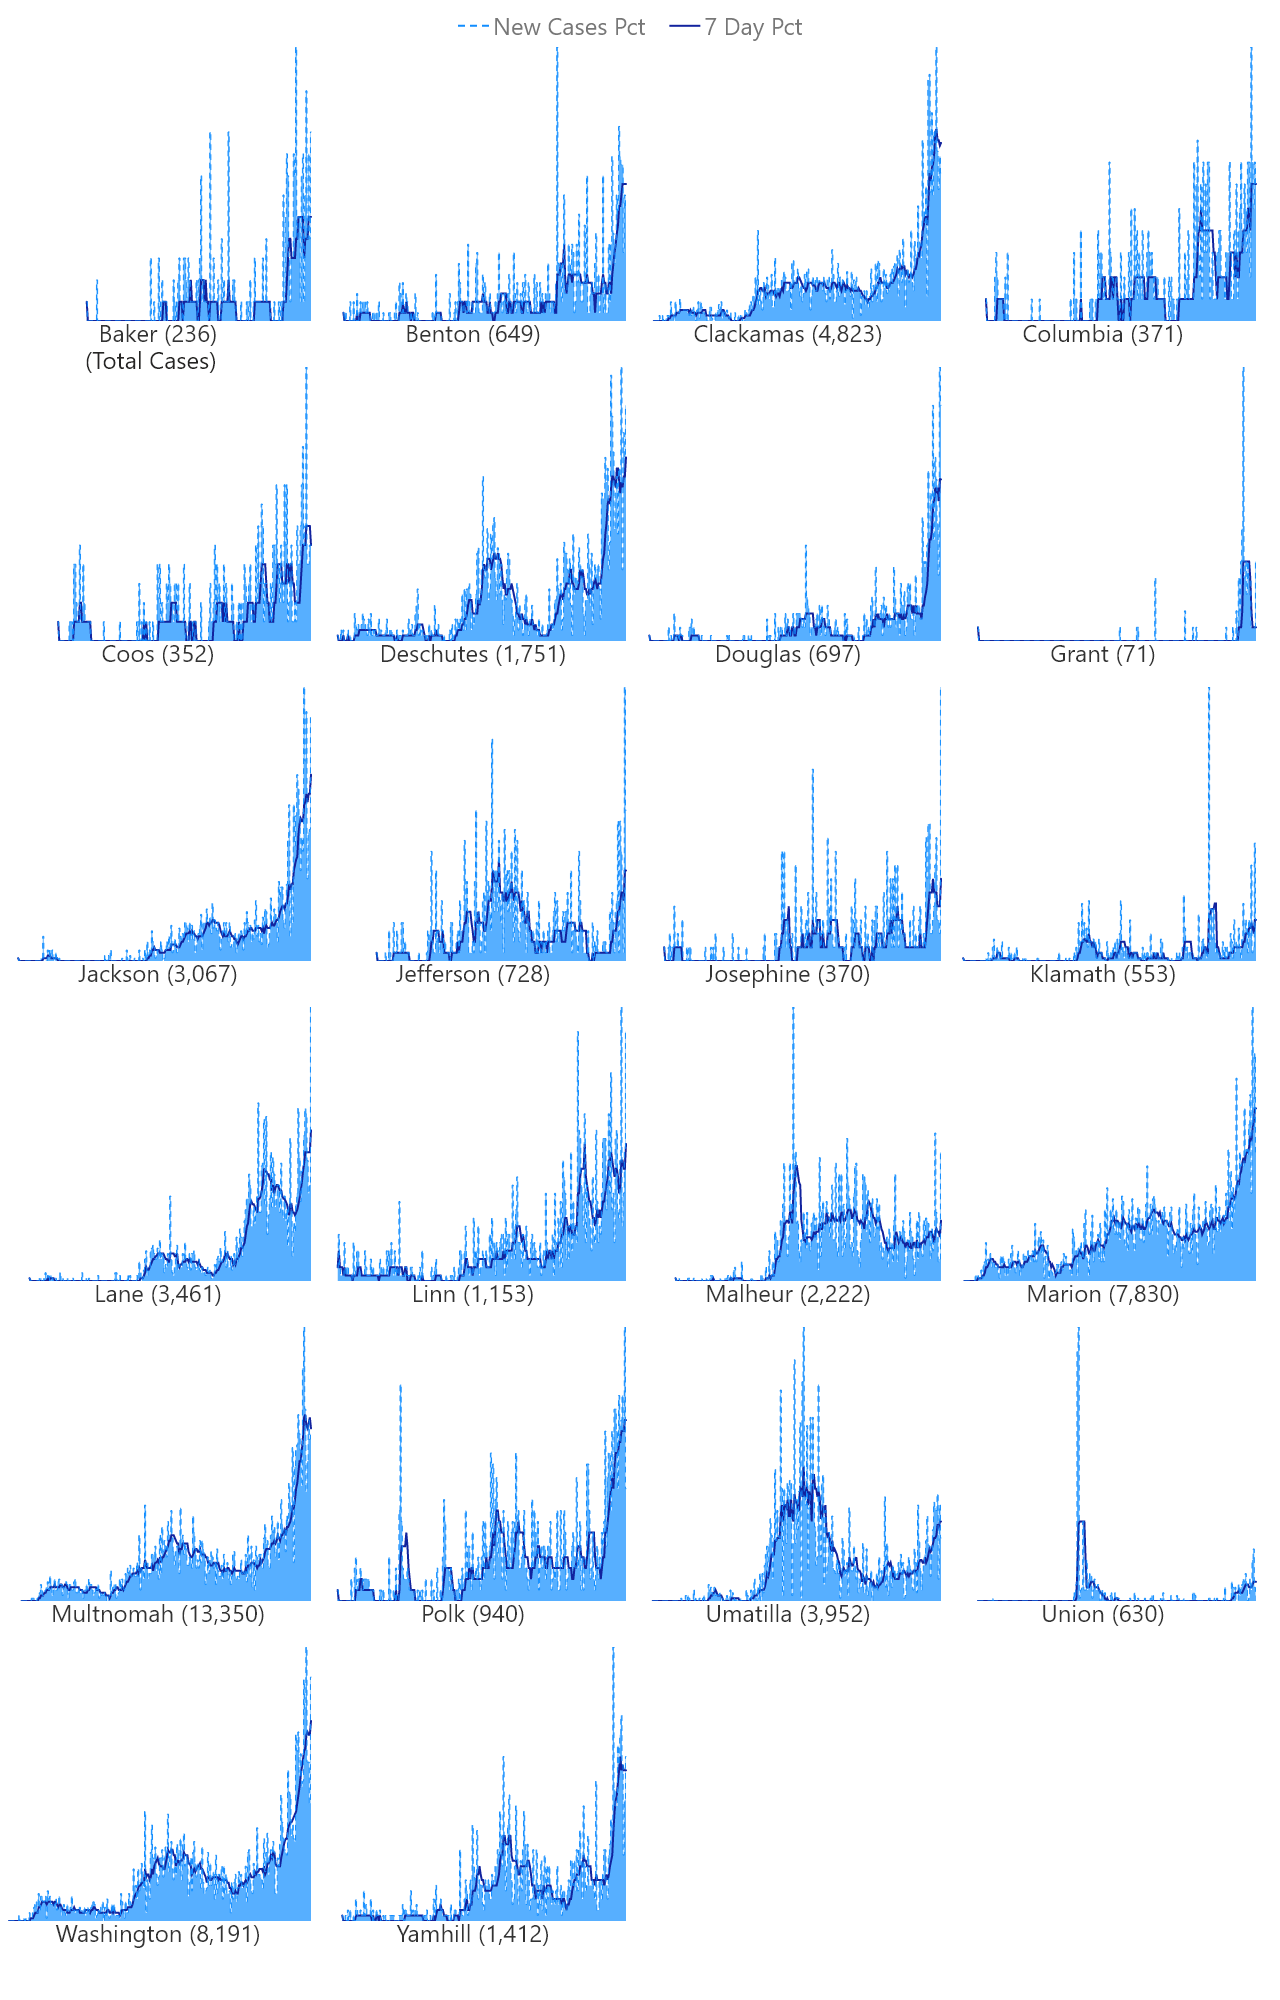 New Cases Pct 7 Day Pct
Baker (236) Benton (649) Clackamas (4,823) Columbia (371)
(Total Cases)
Coos (352) Deschutes (1,751) Douglas (697) Grant (71)
Jackson (3,067) Jefferson (728) Josephine (370) Klamath (553)
Lane (3,461) Linn (1,153) Malheur (2,222) Marion (7,830)
Multnomah (13,350) Polk (940) Umatilla (3,952) Union (630)
Washington (8,191) Yamhill (1,412)